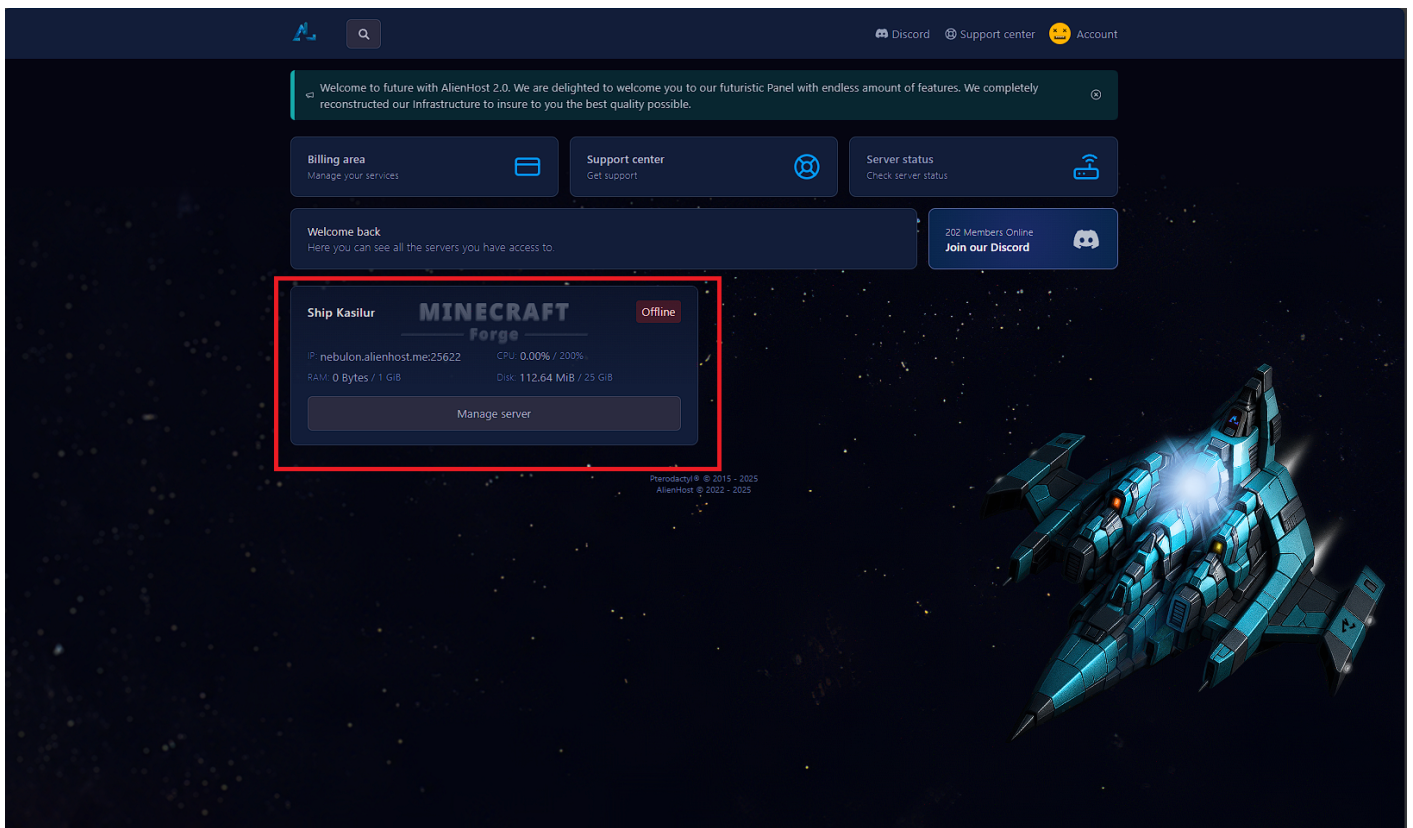 Discord
Support center
Account
Welcome to future with AlienHost 2.0. We are delighted to welcome you to our futuristic Panel with endless amount of features. We completely
reconstructed our Infrastructure to insure to you the best quality possible.
Billing area
Manage your services
Support center
Get support
Server status
Check server status
Welcome back
Here you can see all the servers you have access to.
202 Members Online
Join our Discord
Ship Kasilur
MINECRAFT
Forge
Offline
IP: nebulon.alienhost.me:25622
CPU: 0.00% / 200%
RAM: 0 Bytes / 1 GiB
Disk: 112.64 MiB / 25 GiB
Manage server
Pterodactyl® © 2015 - 2025
AlienHost © 2022 - 2025